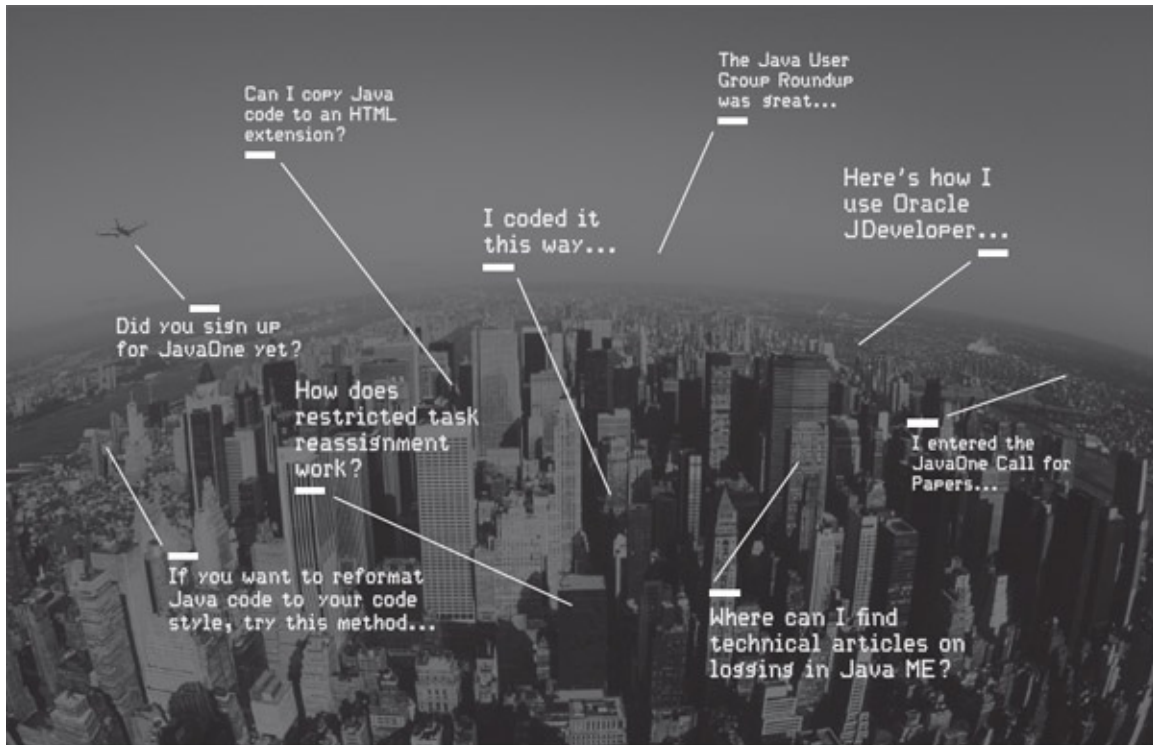 The Java User
Group Roundup
was great...
Can I copy Java
code to an HTML
extension?
Here's how I
use Oracle
JDeveloper...
I coded it
this way...
Did you sign up
for JavaOne yet?
How does
restricted task
reassignment
work?
I entered the
JavaOne Call for
Papers...
If you want to reformat
Java code to your code
style, try this method...
Where can I find
technical articles on
logging in Java ME?